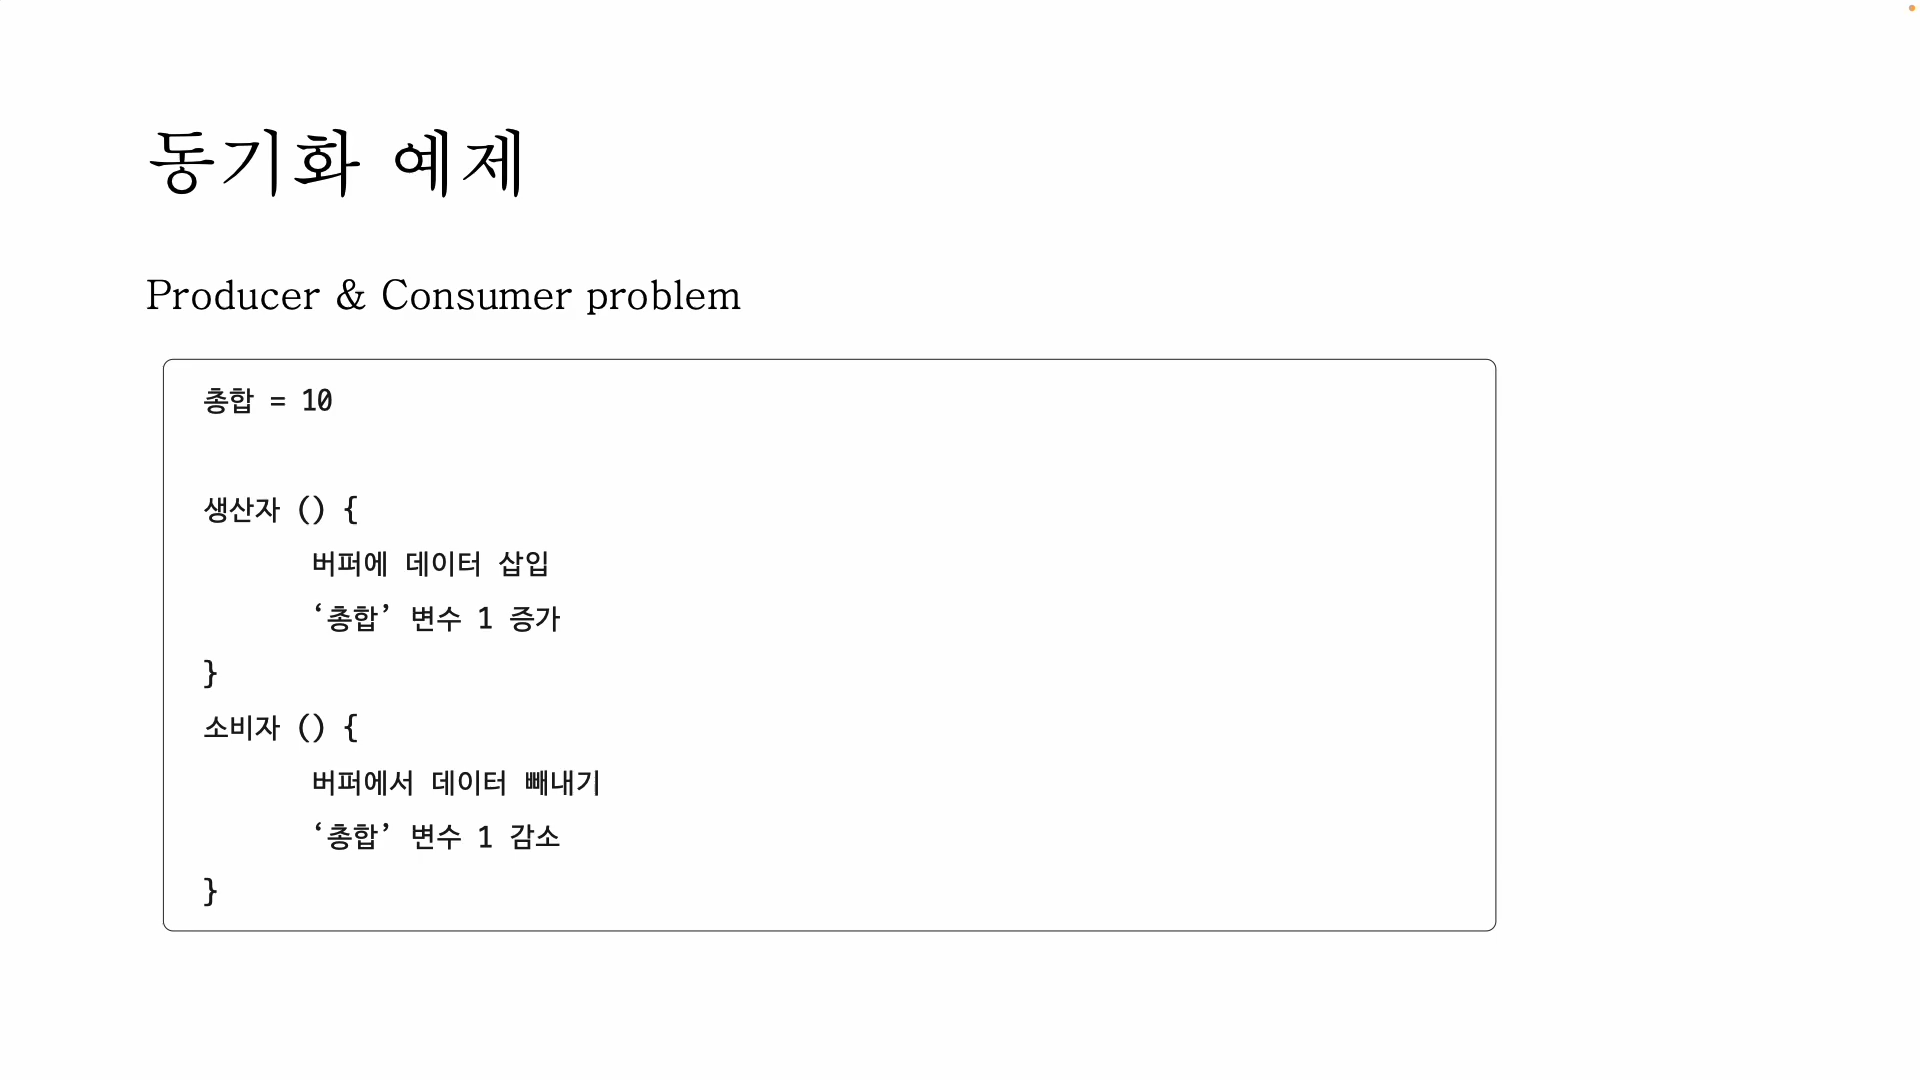 동기화 예제
Producer & Consumer problem
총합 = 10
생산자 () {
버퍼에 데이터 삽입
‘총합’ 변수 1 증가
}
소비자 () {
버퍼에서 데이터 빼내기
‘총합’ 변수 1 감소
}